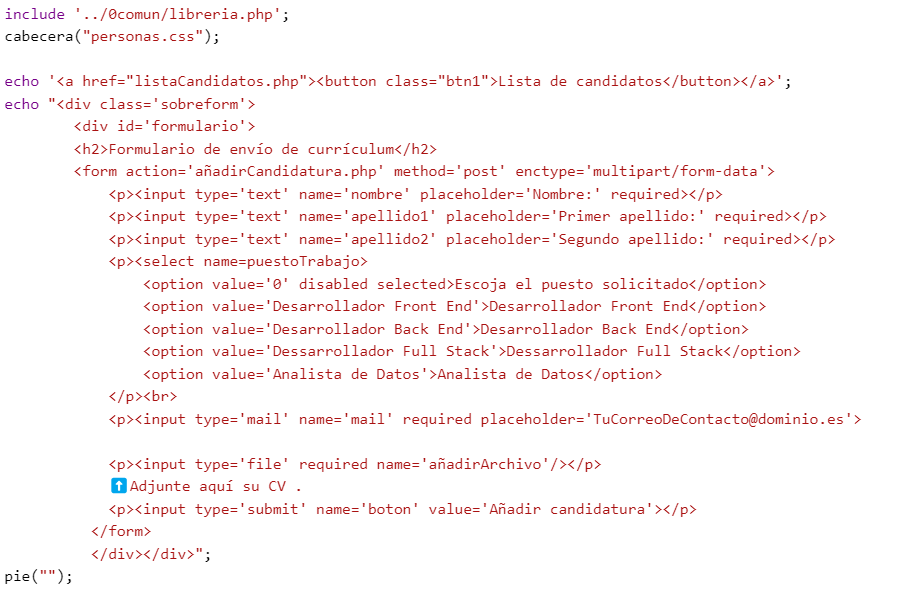 include '../0comun/libreria.php';
cabecera("personas.css");
echo '<a href="listaCandidatos.php"><button class="btn1">Lista de candidatos</button></a>';
echo "<div class='sobreform'>
<div id='formulario'>
<h2>Formulario de envío de currículum</h2>
<form action='añadirCandidatura.php' method='post' enctype='multipart/form-data'>
<p><input type='text' name='nombre' placeholder='Nombre:' required></p>
<p><input type='text' name='apellido1' placeholder='Primer apellido:' required></p>
<p><input type='text' name='apellido2' placeholder='Segundo apellido:' required></p>
<p><select name=puestoTrabajo>
<option value='0' disabled selected>Escoja el puesto solicitado</option>
<option value='Desarrollador Front End'>Desarrollador Front End</option>
<option value='Desarrollador Back End'>Desarrollador Back End</option>
<option value='Dessarrollador Full Stack'>Dessarrollador Full Stack</option>
<option value='Analista de Datos'>Analista de Datos</option>
</p><br>
<p><input type='mail' name='mail' required placeholder='TuCorreoDeContacto@dominio.es'>
<p><input type='file' required name='añadirArchivo'/></p>
⬆️Adjunte aquí su CV .
<p><input type='submit' name='boton' value='Añadir candidatura'></p>
</form>
</div></div>";
pie("");